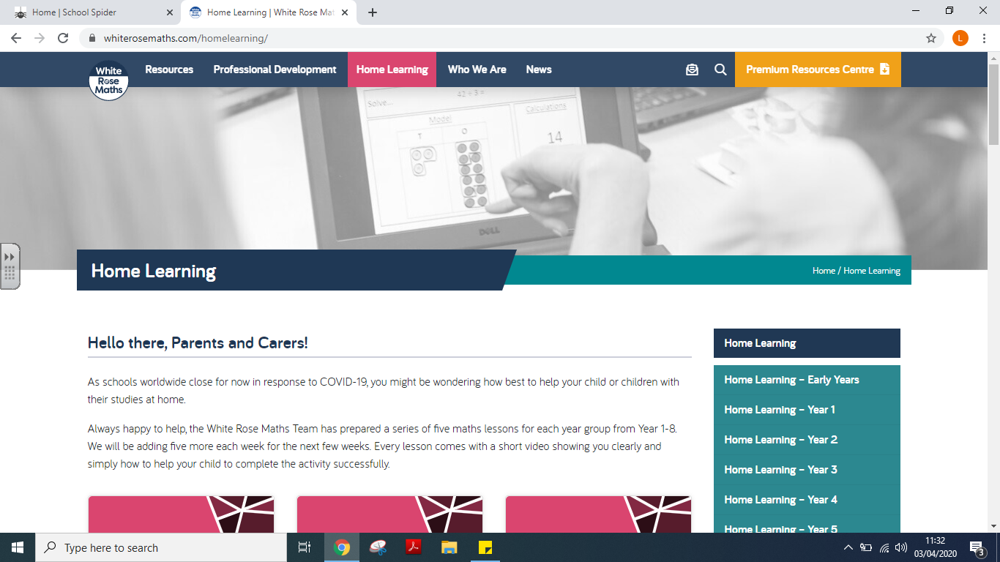 Home | School Spider
Home Learning | White Rose Mat
whiterosemaths.com/homelearning/
L
White
Rose
Maths
Resources
Professional Development
Home Learning
Who We Are
News
Premium Resources Centre
42 ÷ 3 =
Solve...
Model
Calculations
T
O
14
DELL
Home Learning
Home / Home Learning
Hello there, Parents and Carers!
As schools worldwide close for now in response to COVID-19, you might be wondering how best to help your child or children with
their studies at home.
Always happy to help, the White Rose Maths Team has prepared a series of five maths lessons for each year group from Year 1-8.
We will be adding five more each week for the next few weeks. Every lesson comes with a short video showing you clearly and
simply how to help your child to complete the activity successfully.
Home Learning
Home Learning – Early Years
Home Learning – Year 1
Home Learning – Year 2
Home Learning – Year 3
Home Learning – Year 4
Home Learning – Year 5
Type here to search
11:32
03/04/2020
3